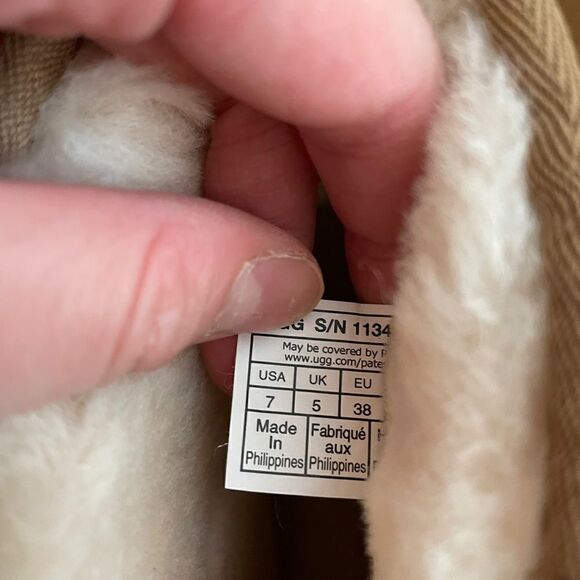 S/N 1134
May be covered by
www.ugg.com/pate
USA UK EU
7 5 38
Made Fabriqué
In aux
Philippines Philippines